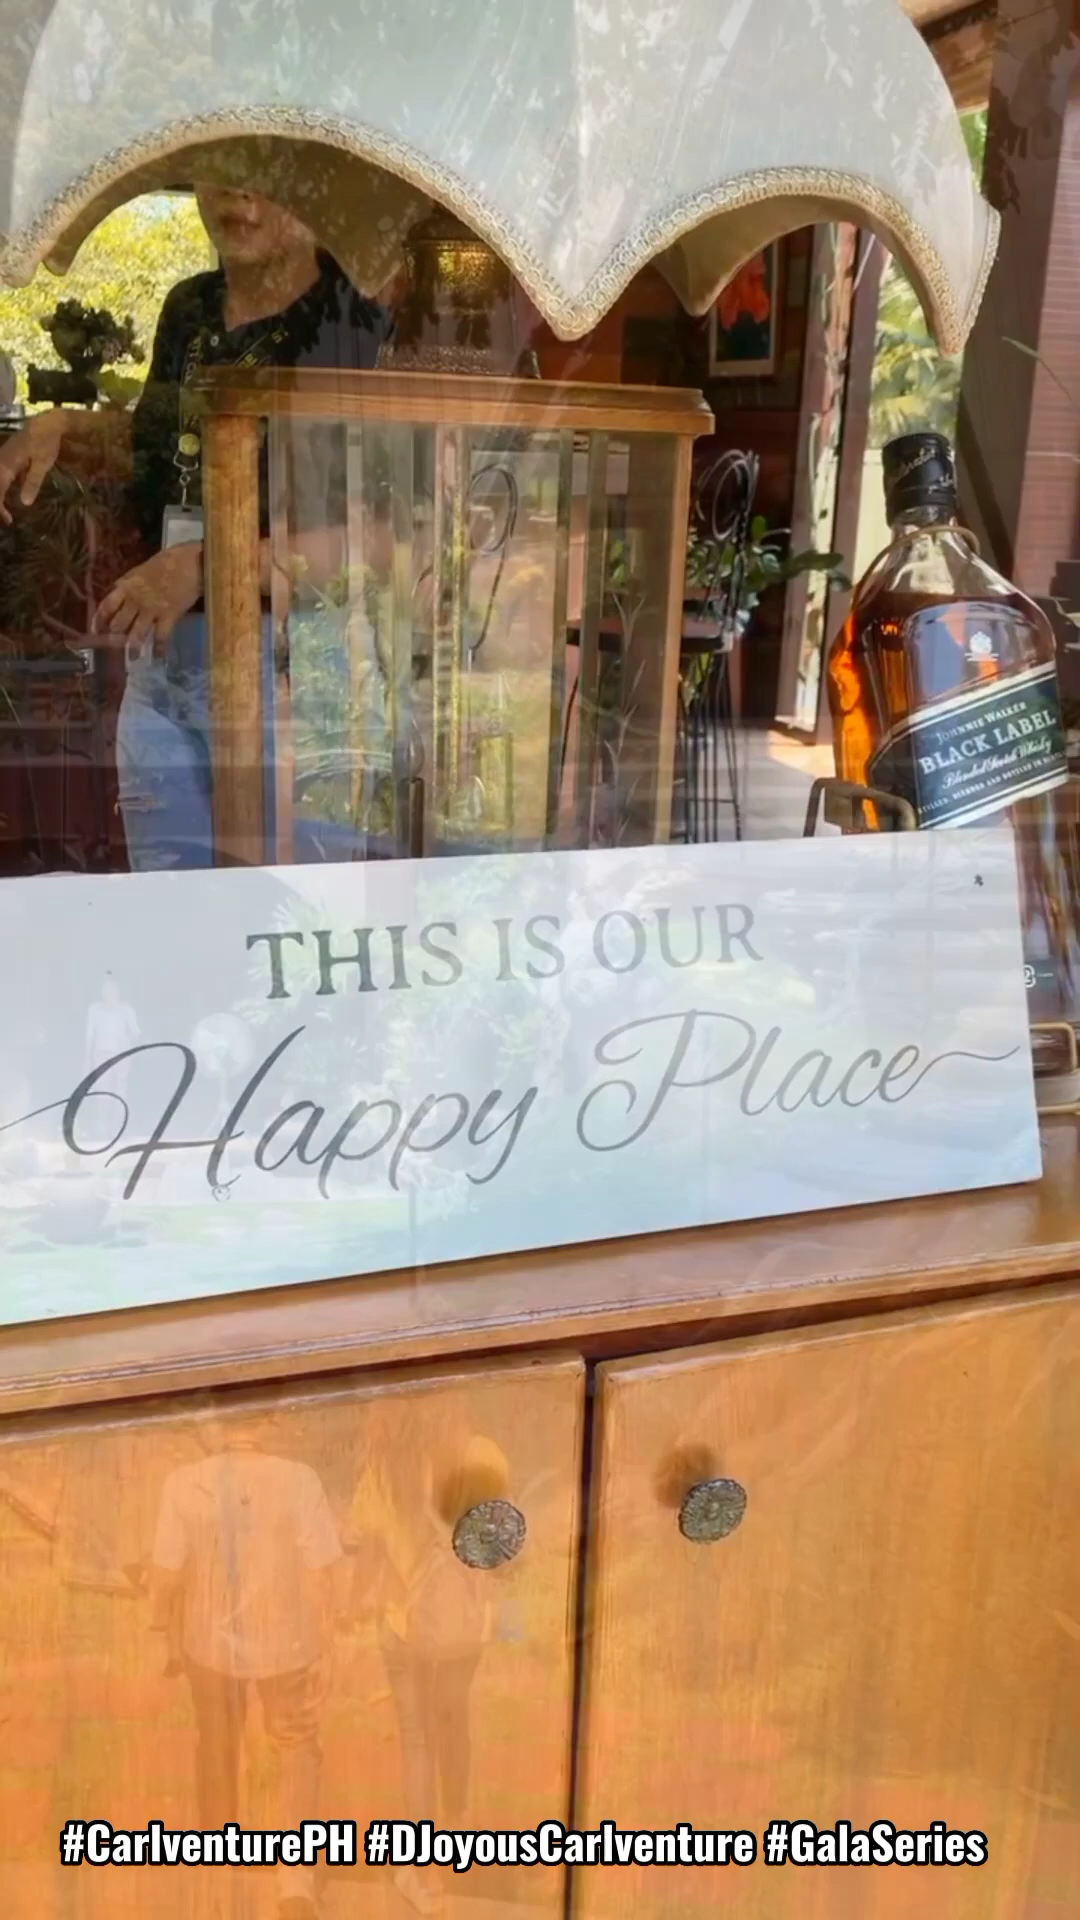 JOHNNIE WALKER
BLACK LABEL
Blended Scotch Whisky
THIS IS OUR
Happy Place
#CarlventurePH #DJoyousCarlventure #GalaSeries